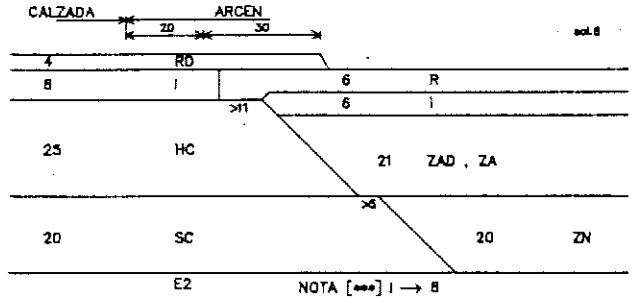 CALZADA ARCEN
20 30
sol.6
4 RD
8 I 6 R
>11 6 I
25 HC 21 ZAD , ZA
>5
20 SC 20 ZN
E2 NOTA [***] I → 8